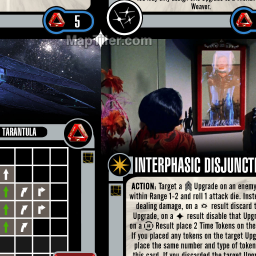 Weaver.
5
MapTiler.com
TARANTULA
INTERPHASIC DISJUNCTI
ACTION: Target a Upgrade on an enemy
within Range 1-2 and roll 1 attack die. Inste
dealing damage, on a result discard t
Upgrade, on a result disable that Upgr
on a Result place 2 Time Tokens on the
If you placed any tokens on the target Upg
place the same number and type of token
this card. If you discarded the target Upgr